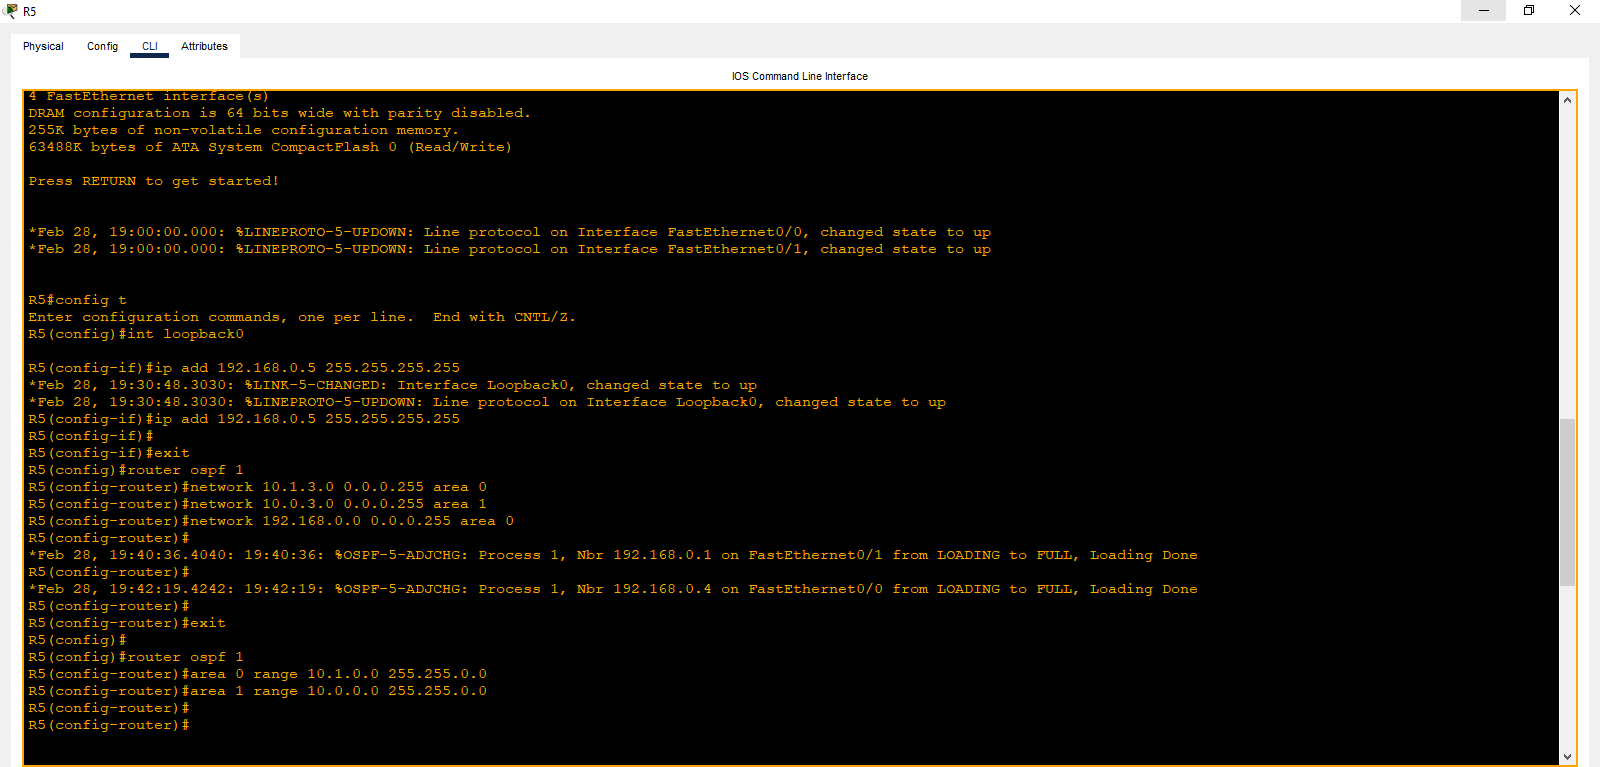 R5
Physical Config CLI Attributes
IOS Command Line Interface
4 FastEthernet interface(s)
DRAM configuration is 64 bits wide with parity disabled.
255K bytes of non-volatile configuration memory.
63488K bytes of ATA System CompactFlash 0 (Read/Write)
Press RETURN to get started!
*Feb 28, 19:00:00.000: %LINEPROTO-5-UPDOWN: Line protocol on Interface FastEthernet0/0, changed state to up
*Feb 28, 19:00:00.000: %LINEPROTO-5-UPDOWN: Line protocol on Interface FastEthernet0/1, changed state to up
R5#config t
Enter configuration commands, one per line.  End with CNTL/Z.
R5(config)#int loopback0
R5(config-if)#ip add 192.168.0.5 255.255.255.255
*Feb 28, 19:30:48.3030: %LINK-5-CHANGED: Interface Loopback0, changed state to up
*Feb 28, 19:30:48.3030: %LINEPROTO-5-UPDOWN: Line protocol on Interface Loopback0, changed state to up
R5(config-if)#ip add 192.168.0.5 255.255.255.255
R5(config-if)#
R5(config-if)#exit
R5(config)#router ospf 1
R5(config-router)#network 10.1.3.0 0.0.0.255 area 0
R5(config-router)#network 10.0.3.0 0.0.0.255 area 1
R5(config-router)#network 192.168.0.0 0.0.0.255 area 0
R5(config-router)#
*Feb 28, 19:40:36.4040: 19:40:36: %OSPF-5-ADJCHG: Process 1, Nbr 192.168.0.1 on FastEthernet0/1 from LOADING to FULL, Loading Done
R5(config-router)#
*Feb 28, 19:42:19.4242: 19:42:19: %OSPF-5-ADJCHG: Process 1, Nbr 192.168.0.4 on FastEthernet0/0 from LOADING to FULL, Loading Done
R5(config-router)#
R5(config-router)#exit
R5(config)#
R5(config)#router ospf 1
R5(config-router)#area 0 range 10.1.0.0 255.255.0.0
R5(config-router)#area 1 range 10.0.0.0 255.255.0.0
R5(config-router)#
R5(config-router)#